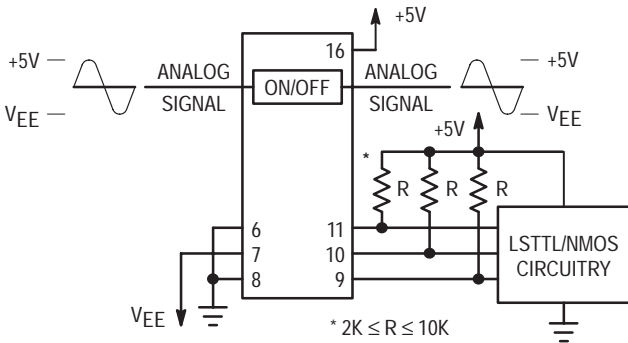 +5V
16
+5V
ANALOG
SIGNAL
ON/OFF
ANALOG
SIGNAL
+5V
VEE
VEE
+5V
*
R
R
R
6
11
7
10
8
9
LSTTL/NMOS
CIRCUITRY
VEE
* 2K ≤ R ≤ 10K